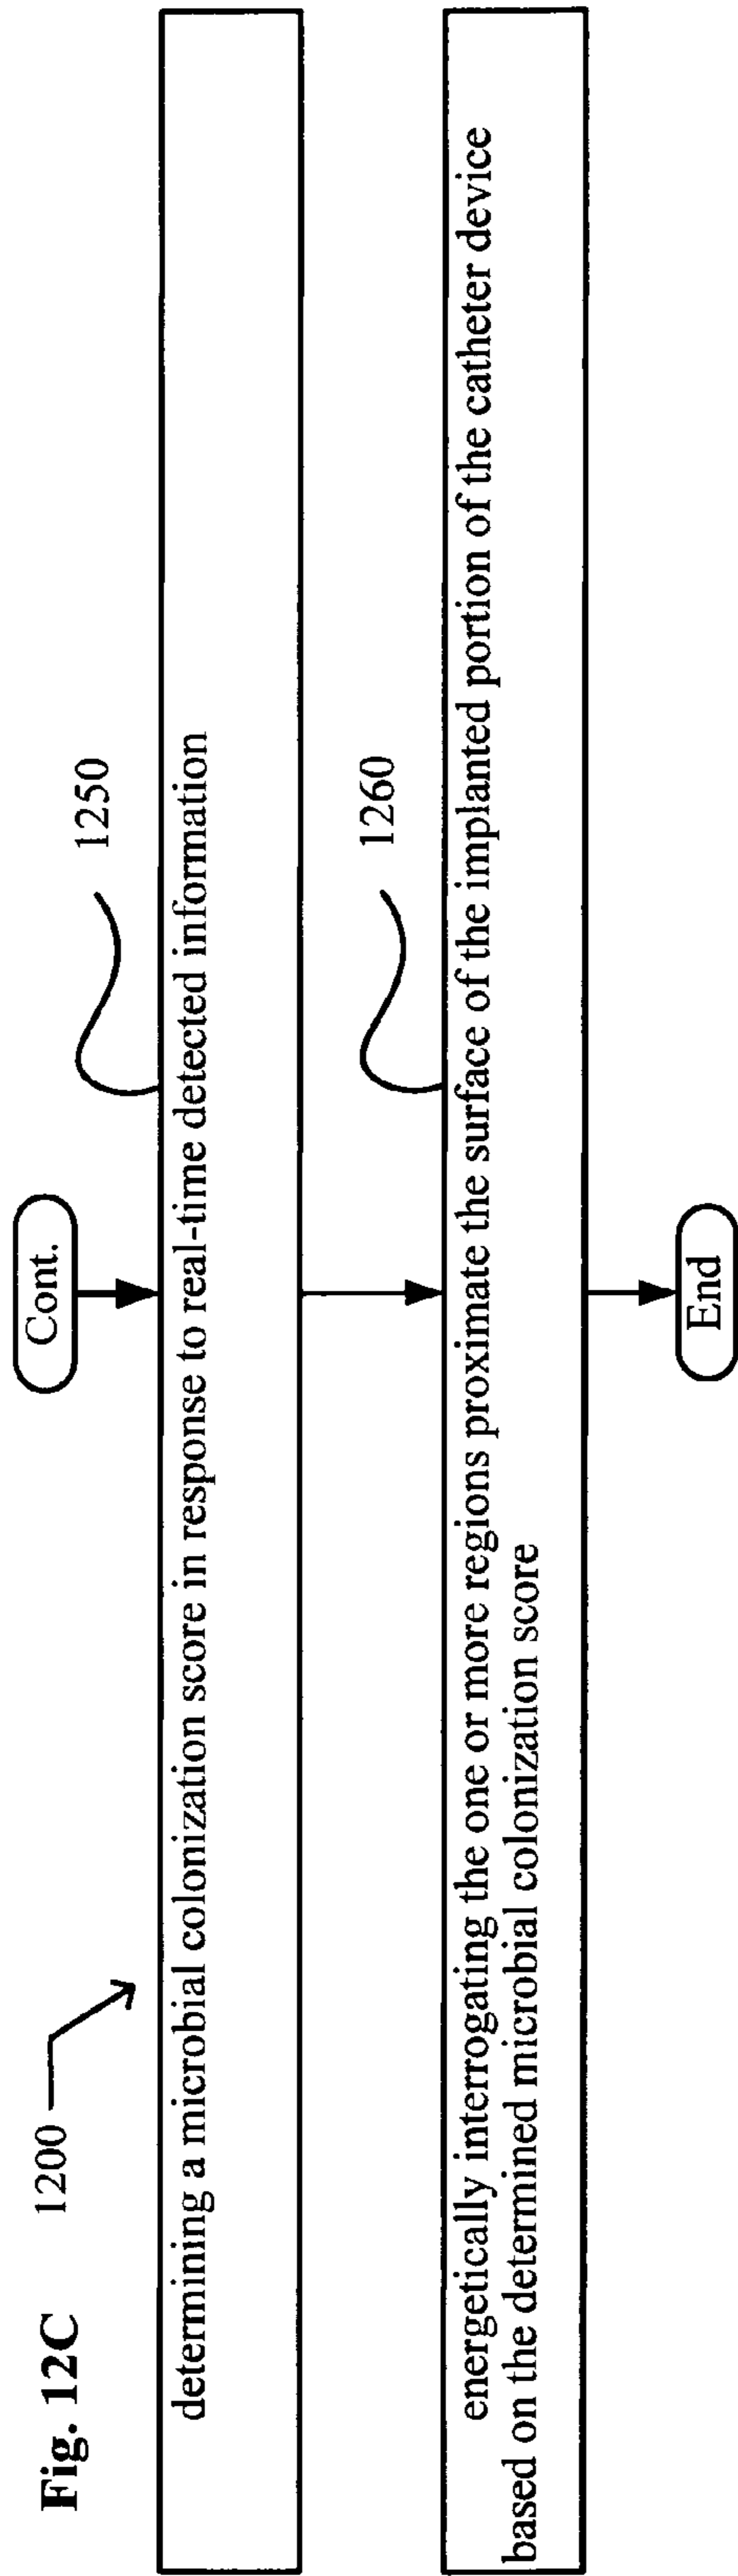 Fig. 12C
1200
Cont.
1250
determining a microbial colonization score in response to real-time detected information
1260
energetically interrogating the one or more regions proximate the surface of the implanted portion of the catheter device
based on the determined microbial colonization score
End